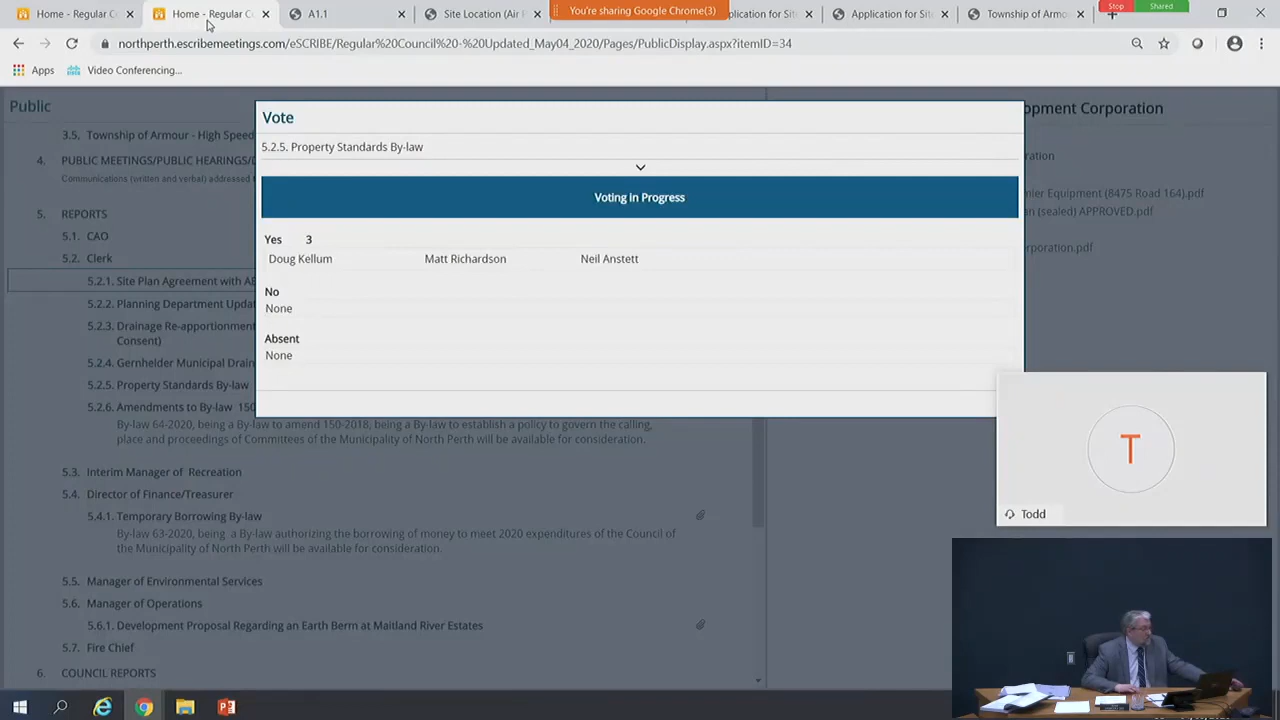 Home - Regular C
Home - Regular C
A1.1
Site Location (Air P
You're sharing Google Chrome(3)
pplication for Si
Application for Site
Township of Armo
Stop
Shared
northperth.escribemeetings.com/eSCRIBE/Regular%20Council%20-%20Updated_May04_2020/Pages/PublicDisplay.aspx?itemID=34
Apps
Video Conferencing...
Public
3.5. Township of Armour - High Speed
4. PUBLIC MEETINGS/PUBLIC HEARINGS/D
Communications (written and verbal) addressed t
5. REPORTS
5.1. CAO
5.2. Clerk
5.2.1. Site Plan Agreement with AB
5.2.2. Planning Department Updat
5.2.3. Drainage Re-apportionment
Consent)
5.2.4. Gernhelder Municipal Drain
5.2.5. Property Standards By-law
5.2.6. Amendments to By-law 150
By-law 64-2020, being a By-law to amend 150-2018, being a By-law to establish a policy to govern the calling,
place and proceedings of Committees of the Municipality of North Perth will be available for consideration.
5.3. Interim Manager of Recreation
5.4. Director of Finance/Treasurer
5.4.1. Temporary Borrowing By-law
By-law 63-2020, being a By-law authorizing the borrowing of money to meet 2020 expenditures of the Council of
the Municipality of North Perth will be available for consideration.
5.5. Manager of Environmental Services
5.6. Manager of Operations
5.6.1. Development Proposal Regarding an Earth Berm at Maitland River Estates
5.7. Fire Chief
6. COUNCIL REPORTS
Vote
5.2.5. Property Standards By-law
Voting in Progress
Yes 3
Doug Kellum Matt Richardson Neil Anstett
No
None
Absent
None
opment Corporation
oration
nier Equipment (8475 Road 164).pdf
an (sealed) APPROVED.pdf
orporation.pdf
T
Todd